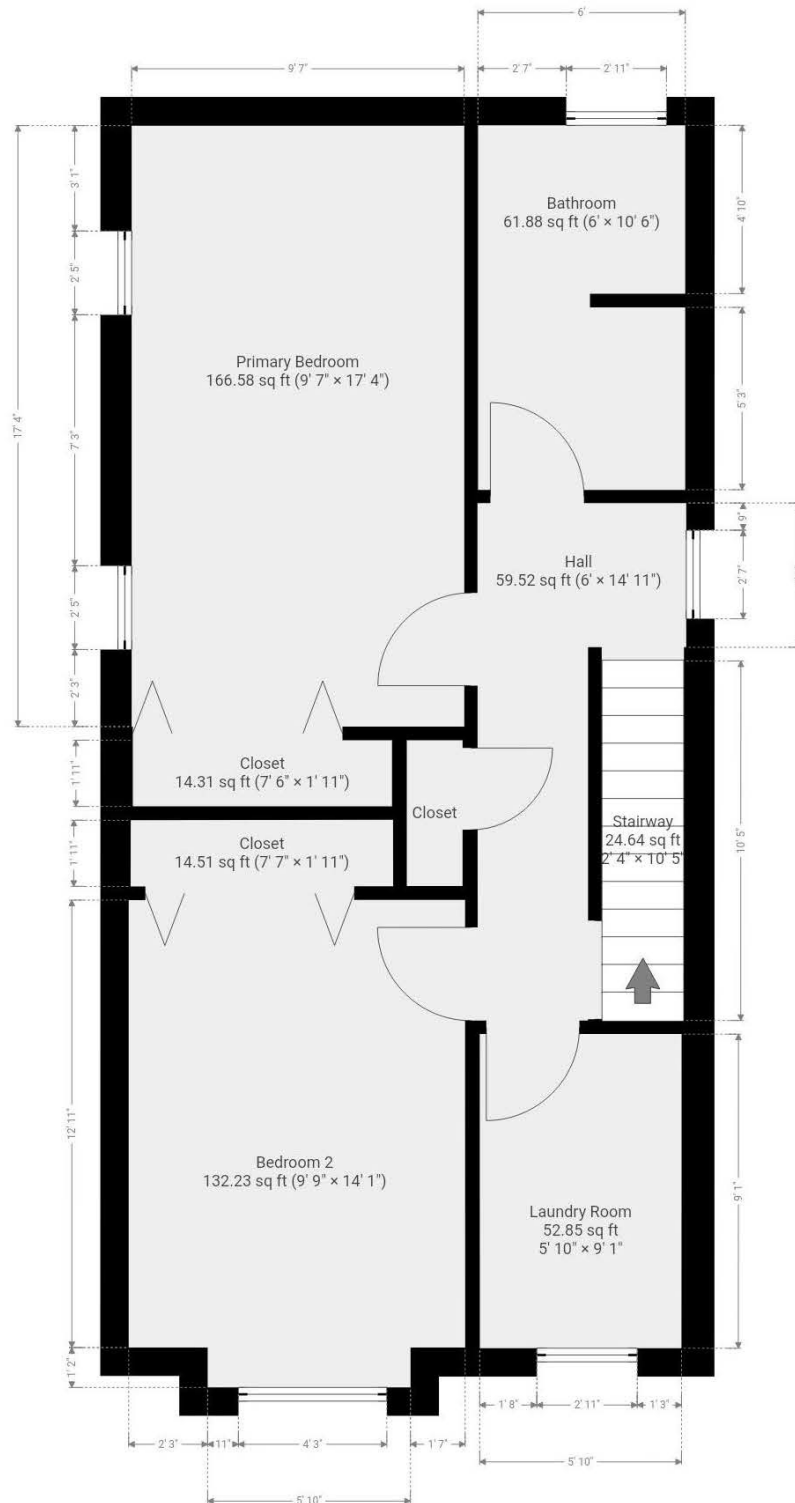 6'
9' 7"
2' 7"
2' 11"
3' 1"
4' 10"
Bathroom
61.88 sq ft (6' × 10' 6")
2' 5"
Primary Bedroom
166.58 sq ft (9' 7" × 17' 4")
5' 3"
17' 4"
7' 3"
9"
Hall
59.52 sq ft (6' × 14' 11")
2' 7"
2' 5"
2' 3"
Closet
14.31 sq ft (7' 6" × 1' 11")
1' 11"
Closet
Stairway
24.64 sq ft
2' 4" × 10' 5"
10' 5"
Closet
14.51 sq ft (7' 7" × 1' 11")
1' 11"
12' 11"
Bedroom 2
132.23 sq ft (9' 9" × 14' 1")
Laundry Room
52.85 sq ft
5' 10" × 9' 1"
9' 1"
1' 2"
1' 8"
2' 11"
1' 3"
2' 3"
11"
4' 3"
1' 7"
5' 10"
5' 10"